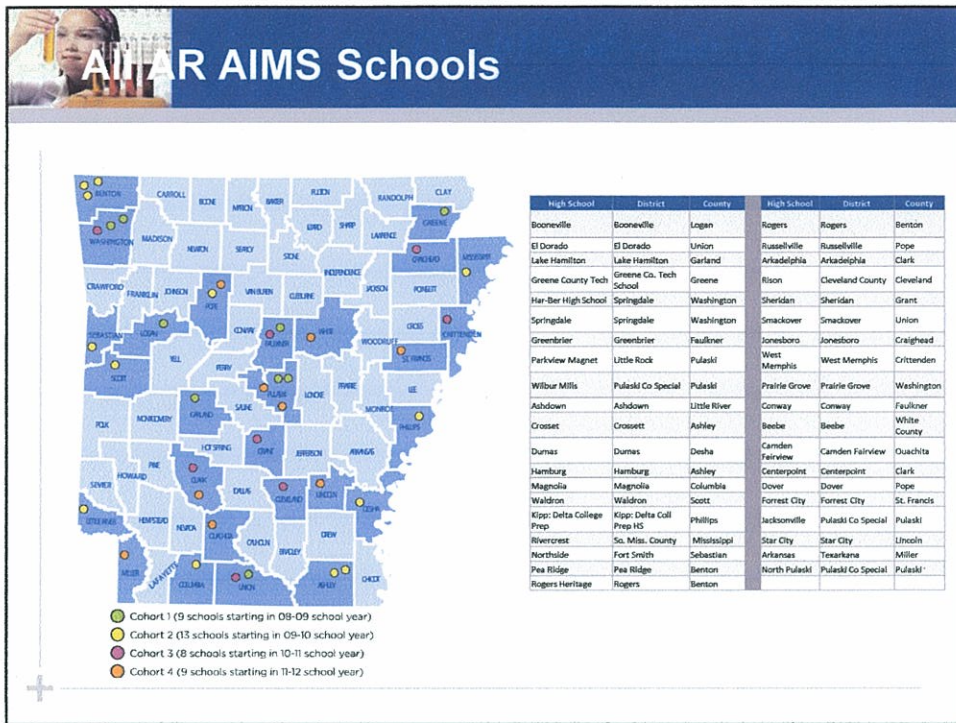 All AR AIMS Schools
BENTON
CARROLL
BOONE
MARION
BAXTER
FULTON
RANDOLPH
CLAY
GREENE
WASHINGTON
MADISON
NEWTON
SEARCY
STONE
IZARD
SHARP
LAWRENCE
CRAIGHEAD
MISSISSIPPI
INDEPENDENCE
JACKSON
POINSETT
CRAWFORD
FRANKLIN
JOHNSON
POPE
VAN BUREN
CLEBURNE
CROSS
CRITTENDEN
SEBASTIAN
LOGAN
CONWAY
FAULKNER
WHITE
WOODRUFF
ST. FRANCIS
SCOTT
YELL
PERRY
PULASKI
LONOKE
PRAIRIE
LEE
MONROE
PHILLIPS
POLK
MONTGOMERY
GARLAND
SALINE
HOT SPRING
GRANT
JEFFERSON
ARKANSAS
SEVIER
HOWARD
PIKE
CLARK
DALLAS
CLEVELAND
LINCOLN
DESHA
LITTLE RIVER
HEMPSTEAD
NEVADA
OUACHITA
CALHOUN
BRADLEY
DREW
MILLER
LAFAYETTE
COLUMBIA
UNION
ASHLEY
CHICOT
Cohort 1 (9 schools starting in 08-09 school year)
Cohort 2 (13 schools starting in 09-10 school year)
Cohort 3 (8 schools starting in 10-11 school year)
Cohort 4 (9 schools starting in 11-12 school year)
High School District County High School District County
Booneville Booneville Logan Rogers Rogers Benton
El Dorado El Dorado Union Russellville Russellville Pope
Lake Hamilton Lake Hamilton Garland Arkadelphia Arkadelphia Clark
Greene County Tech Greene Co. Tech School Greene Rison Cleveland County Cleveland
Har-Ber High School Springdale Washington Sheridan Sheridan Grant
Springdale Springdale Washington Smackover Smackover Union
Greenbrier Greenbrier Faulkner Jonesboro Jonesboro Craighead
Parkview Magnet Little Rock Pulaski West Memphis West Memphis Crittenden
Wilbur Mills Pulaski Co Special Pulaski Prairie Grove Prairie Grove Washington
Ashdown Ashdown Little River Conway Conway Faulkner
Crosset Crossett Ashley Beebe Beebe White County
Dumas Dumas Desha Camden Fairview Camden Fairview Ouachita
Hamburg Hamburg Ashley Centerpoint Centerpoint Clark
Magnolia Magnolia Columbia Dover Dover Pope
Waldron Waldron Scott Forrest City Forrest City St. Francis
Kipp: Delta College Prep Kipp: Delta Coll Prep HS Phillips Jacksonville Pulaski Co Special Pulaski
Rivercrest So. Miss. County Mississippi Star City Star City Lincoln
Northside Fort Smith Sebastian Arkansas Texarkana Miller
Pea Ridge Pea Ridge Benton North Pulaski Pulaski Co Special Pulaski
Rogers Heritage Rogers Benton